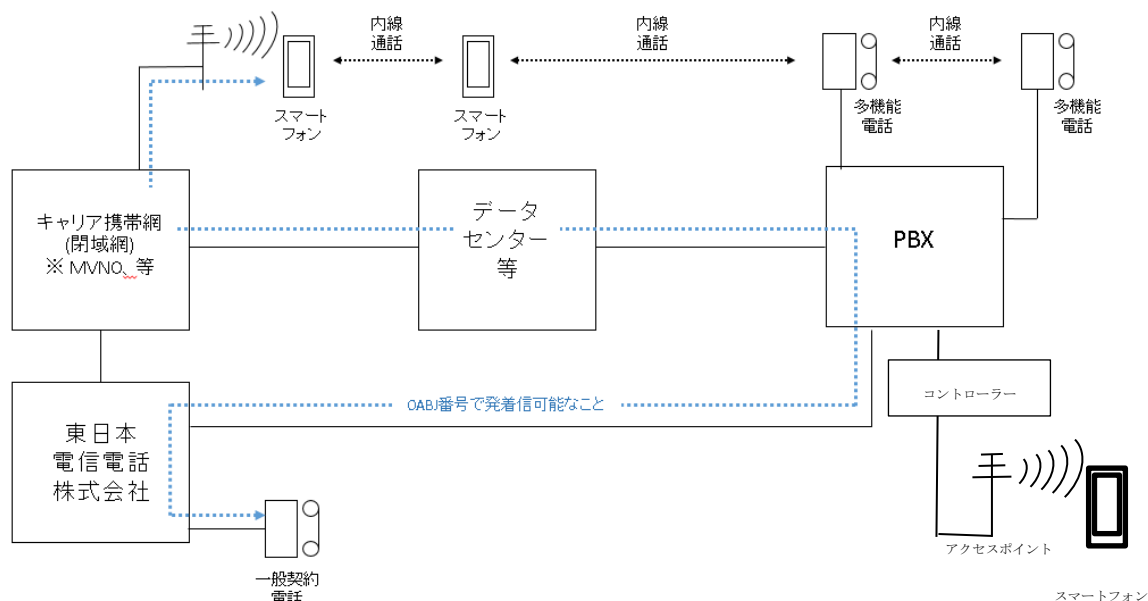 内線
通話
内線
通話
内線
通話
スマート
フォン
スマート
フォン
多機能
電話
多機能
電話
キャリア携帯網
(閉域網)
※ MVNO、等
データ
センター
等
PBX
OABJ番号で発着信可能なこと
コントローラー
東日本
電信電話
株式会社
アクセスポイント
一般契約
電話
スマートフォン